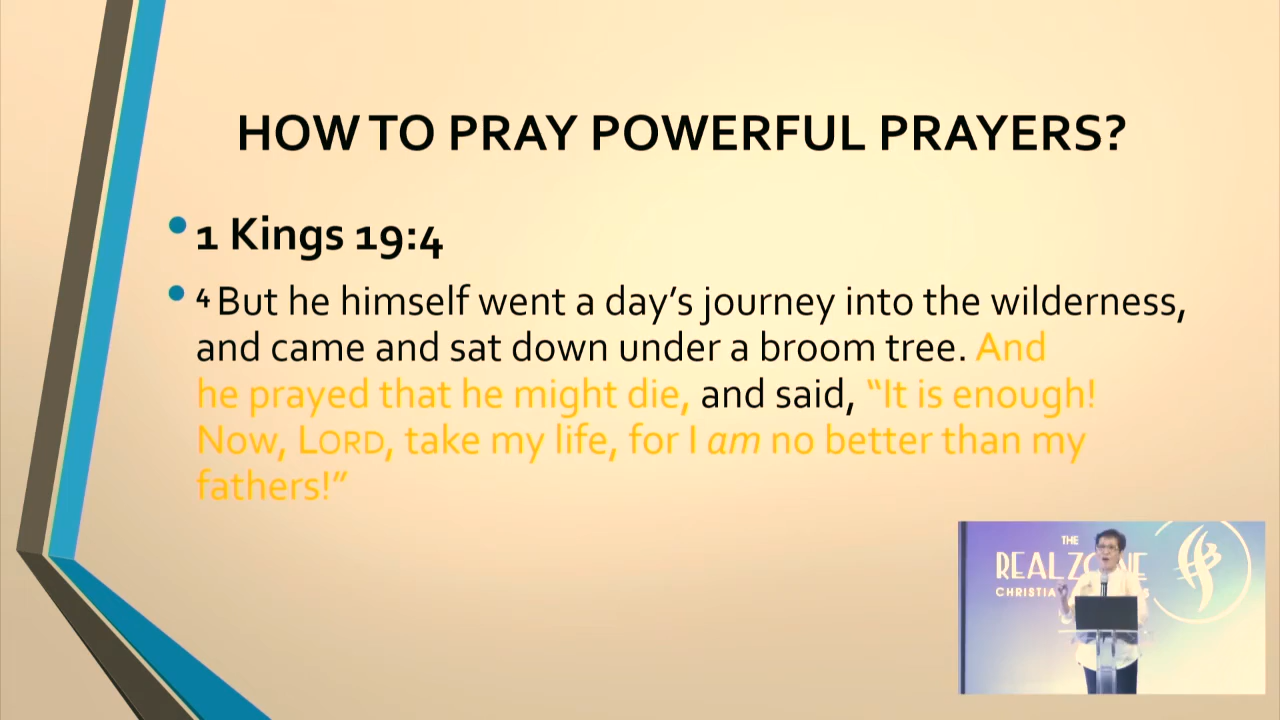 HOW TO PRAY POWERFUL PRAYERS?
• 1 Kings 19:4
• 4 But he himself went a day’s journey into the wilderness,
and came and sat down under a broom tree. And
he prayed that he might die, and said, “It is enough!
Now, LORD, take my life, for I am no better than my
fathers!”
THE
REAL ZONE